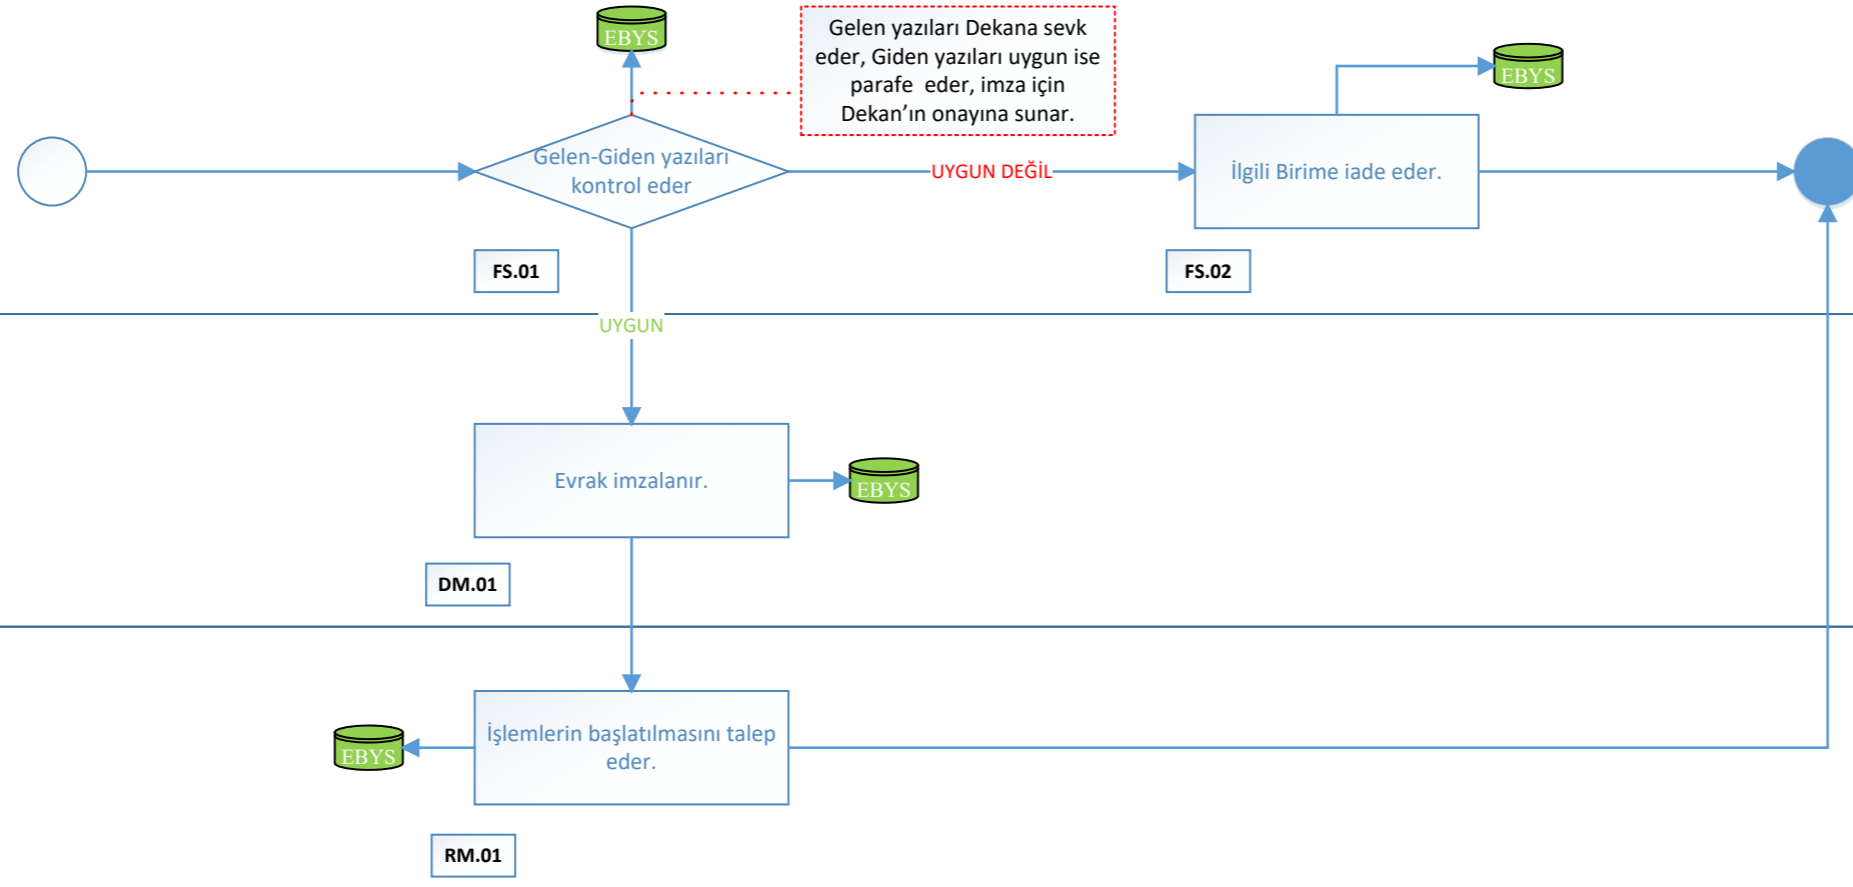 EBYS
Gelen yazıları Dekana sevk
eder, Giden yazıları uygun ise
parafe eder, imza için
Dekan’ın onayına sunar.
EBYS
Gelen-Giden yazıları
kontrol eder
UYGUN DEĞİL
İlgili Birime iade eder.
FS.01
FS.02
UYGUN
Evrak imzalanır.
EBYS
DM.01
İşlemlerin başlatılmasını talep
eder.
EBYS
RM.01